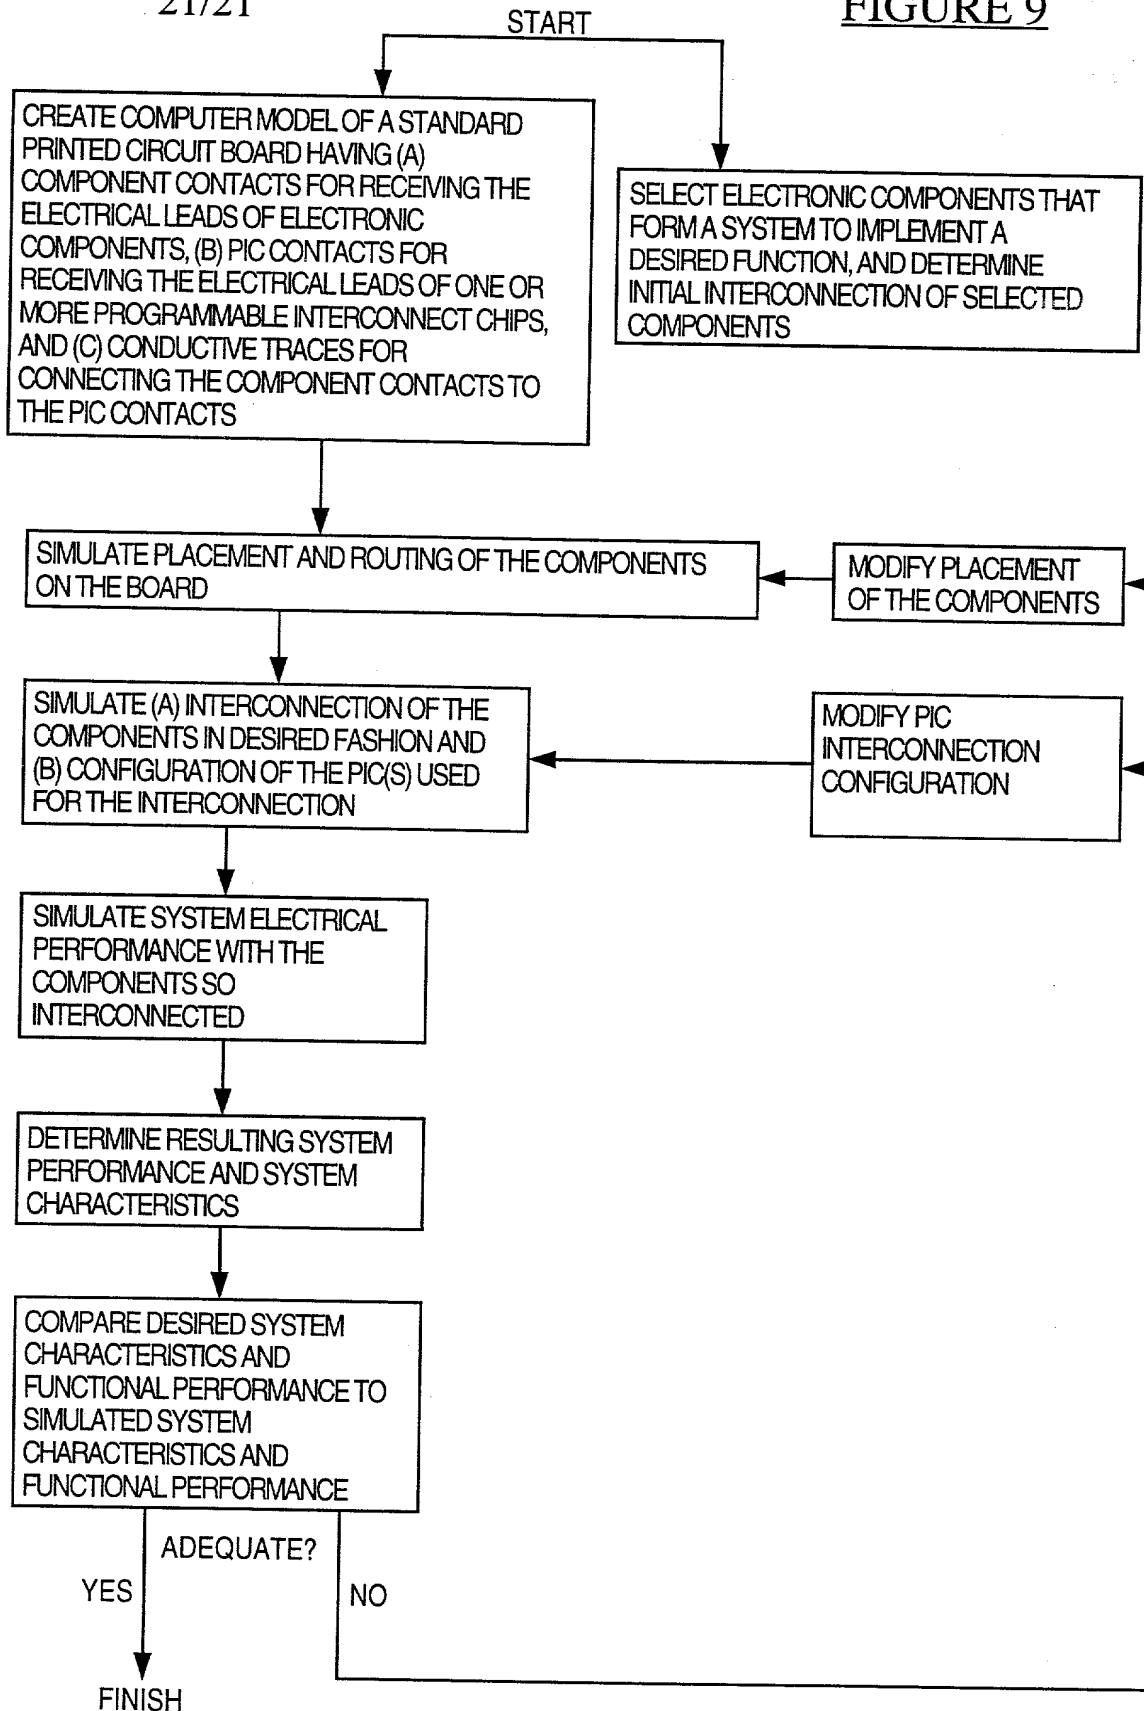 21/21
FIGURE 9
START
CREATE COMPUTER MODEL OF A STANDARD
PRINTED CIRCUIT BOARD HAVING (A)
COMPONENT CONTACTS FOR RECEIVING THE
ELECTRICAL LEADS OF ELECTRONIC
COMPONENTS, (B) PIC CONTACTS FOR
RECEIVING THE ELECTRICAL LEADS OF ONE OR
MORE PROGRAMMABLE INTERCONNECT CHIPS,
AND (C) CONDUCTIVE TRACES FOR
CONNECTING THE COMPONENT CONTACTS TO
THE PIC CONTACTS
SELECT ELECTRONIC COMPONENTS THAT
FORM A SYSTEM TO IMPLEMENT A
DESIRED FUNCTION, AND DETERMINE
INITIAL INTERCONNECTION OF SELECTED
COMPONENTS
SIMULATE PLACEMENT AND ROUTING OF THE COMPONENTS
ON THE BOARD
MODIFY PLACEMENT
OF THE COMPONENTS
SIMULATE (A) INTERCONNECTION OF THE
COMPONENTS IN DESIRED FASHION AND
(B) CONFIGURATION OF THE PIC(S) USED
FOR THE INTERCONNECTION
MODIFY PIC
INTERCONNECTION
CONFIGURATION
SIMULATE SYSTEM ELECTRICAL
PERFORMANCE WITH THE
COMPONENTS SO
INTERCONNECTED
DETERMINE RESULTING SYSTEM
PERFORMANCE AND SYSTEM
CHARACTERISTICS
COMPARE DESIRED SYSTEM
CHARACTERISTICS AND
FUNCTIONAL PERFORMANCE TO
SIMULATED SYSTEM
CHARACTERISTICS AND
FUNCTIONAL PERFORMANCE
ADEQUATE?
YES
NO
FINISH